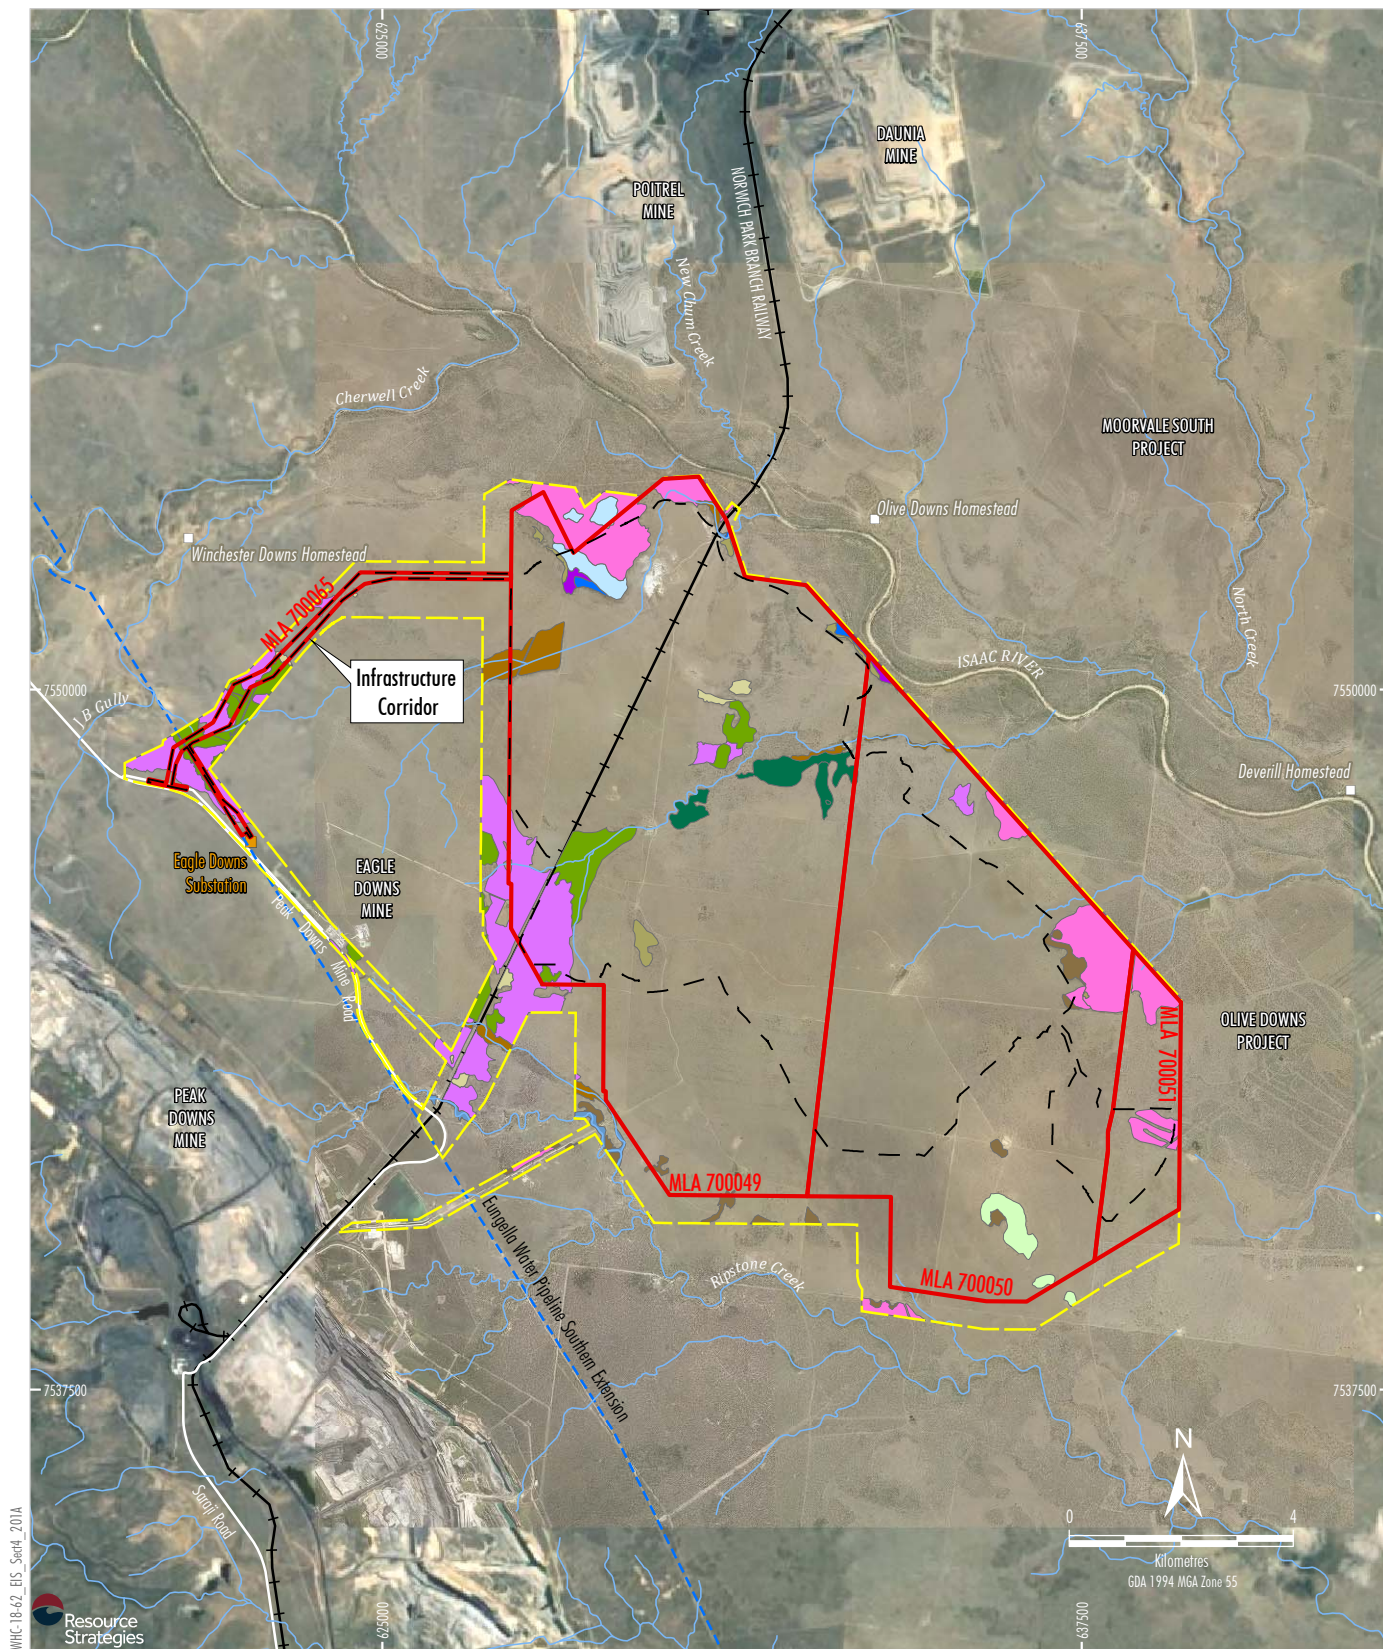 625000
637500
DAUNIA
MINE
POITREL
MINE
NORWICH PARK BRANCH RAILWAY
New Chum Creek
Cherwell Creek
MOORVALE SOUTH
PROJECT
Olive Downs Homestead
Winchester Downs Homestead
MLA 700065
North Creek
ISAAC RIVER
Infrastructure
Corridor
7550000
7550000
J B Gully
Deverill Homestead
Eagle Downs
Substation
EAGLE
DOWNS
MINE
Peak Downs Mine Road
OLIVE DOWNS
PROJECT
MLA 700051
PEAK
DOWNS
MINE
MLA 700049
Eungella Water Pipeline Southern Extension
Ripstone Creek
MLA 700050
7537500
7537500
N
0 4
Kilometres
GDA 1994 MGA Zone 55
Saraji Road
WHC-18-62_EIS_Sect4_201A
Resource
Strategies
625000
637500